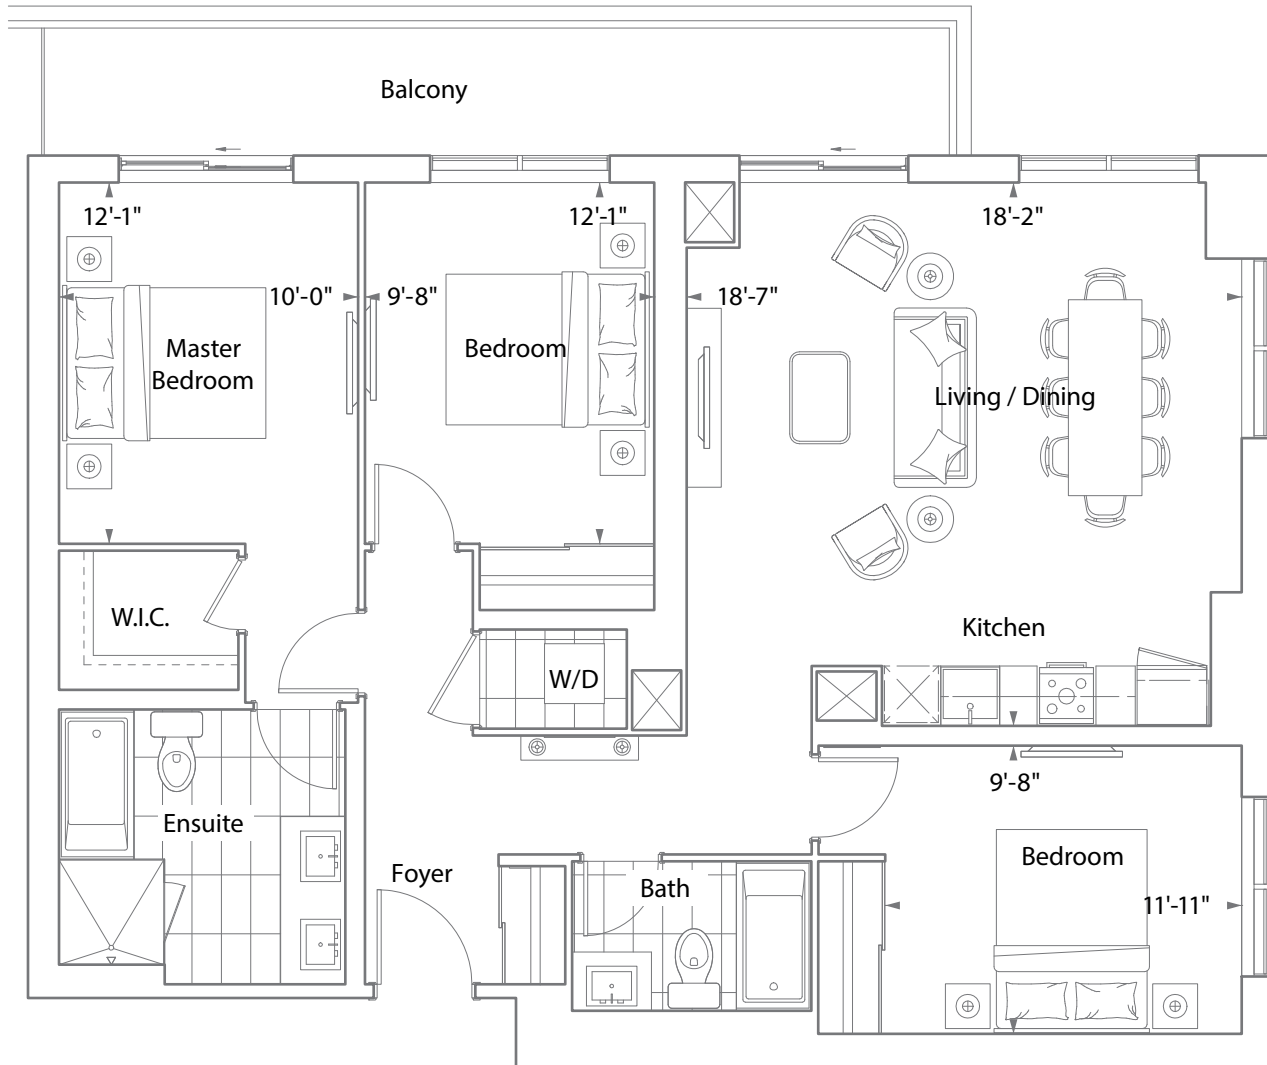 Balcony
12'-1"
12'-1"
18'-2"
10'-0"
9'-8"
18'-7"
Master
Bedroom
Bedroom
Living / Dining
W.I.C.
Kitchen
W/D
9'-8"
Ensuite
Foyer
Bath
Bedroom
11'-11"